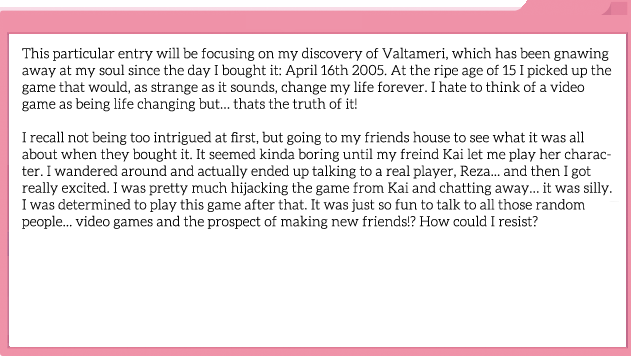 This particular entry will be focusing on my discovery of Valtameri, which has been gnawing
away at my soul since the day I bought it: April 16th 2005. At the ripe age of 15 I picked up the
game that would, as strange as it sounds, change my life forever. I hate to think of a video
game as being life changing but... thats the truth of it!
I recall not being too intrigued at first, but going to my friends house to see what it was all
about when they bought it. It seemed kinda boring until my freind Kai let me play her charac-
ter. I wandered around and actually ended up talking to a real player, Reza... and then I got
really excited. I was pretty much hijacking the game from Kai and chatting away... it was silly.
I was determined to play this game after that. It was just so fun to talk to all those random
people... video games and the prospect of making new friends!? How could I resist?